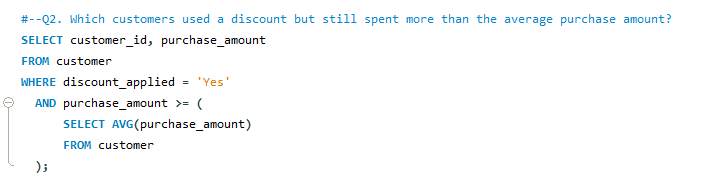 #--Q2. Which customers used a discount but still spent more than the average purchase amount?
SELECT customer_id, purchase_amount
FROM customer
WHERE discount_applied = 'Yes'
AND purchase_amount >= (
SELECT AVG(purchase_amount)
FROM customer
);